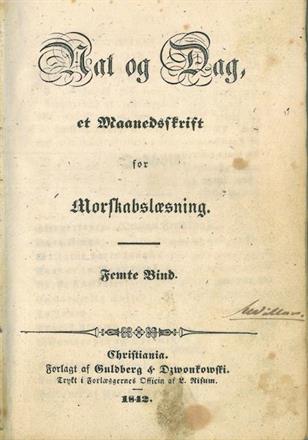 Nat og Dag,
et Maanedsskrift
for
Morskabslæsning.
Femte Bind.
Christiania.
Forlagt af Guldberg & Dzwonkowski.
Trykt i Forlæggernes Officin af L. Risum.
1842.